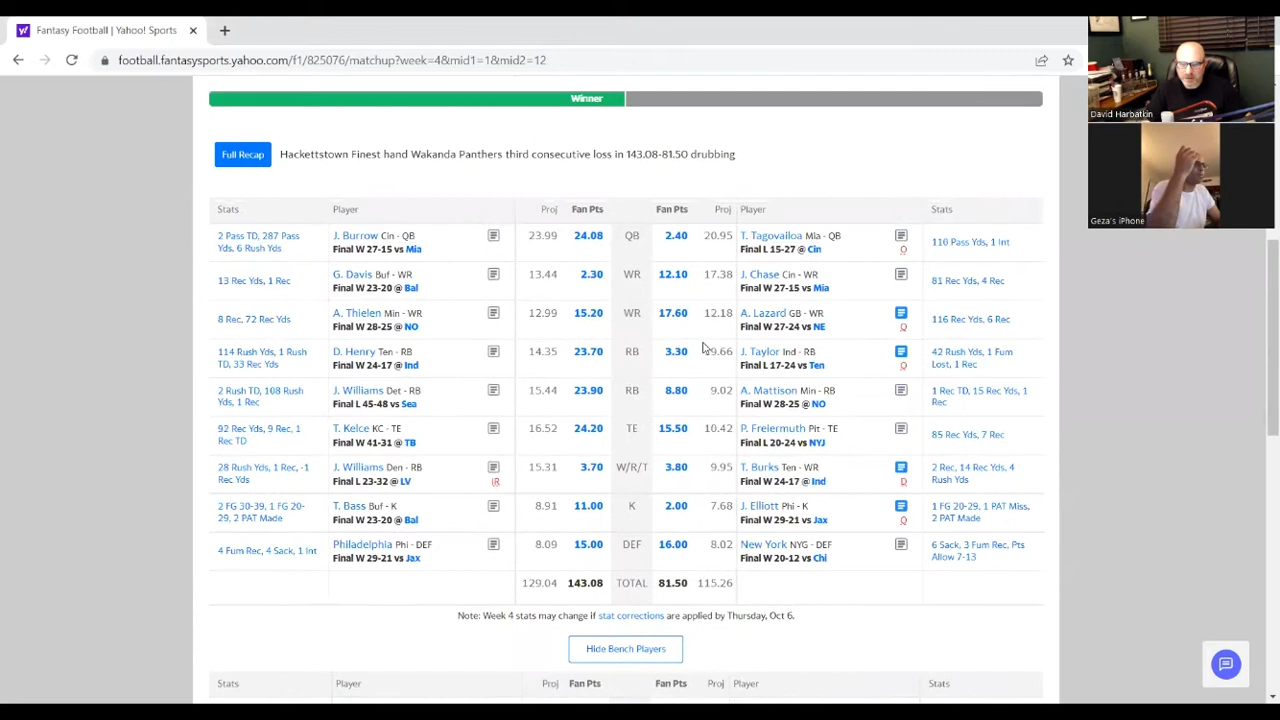 Fantasy Football | Yahoo! Sports
football.fantasysports.yahoo.com/f1/825076/matchup?week=4&mid1=1&mid2=12
David Harbatkin
Geza's iPhone
Winner
Full Recap Hackettstown Finest hand Wakanda Panthers third consecutive loss in 143.08-81.50 drubbing
Stats Player Proj Fan Pts Fan Pts Proj Player Stats
2 Pass TD, 287 Pass J. Burrow Cin - QB 23.99 24.08 QB 2.40 20.95 T. Tagovailoa Mia - QB 110 Pass Yds, 1 Int
Yds, 6 Rush Yds Final W 27-15 vs Mia Final L 15-27 @ Cin Q
13 Rec Yds, 1 Rec G. Davis Buf - WR 13.44 2.30 WR 12.10 17.38 J. Chase Cin - WR 81 Rec Yds, 4 Rec
Final W 23-20 @ Bal Final W 27-15 vs Mia
8 Rec, 72 Rec Yds A. Thielen Min - WR 12.99 15.20 WR 17.60 12.18 A. Lazard GB - WR 116 Rec Yds, 6 Rec
Final W 28-25 @ NO Final W 27-24 vs NE Q
114 Rush Yds, 1 Rush D. Henry Ten - RB 14.35 23.70 RB 3.30 9.66 J. Taylor Ind - RB 42 Rush Yds, 1 Fum
TD, 33 Rec Yds Final W 24-17 @ Ind Final L 17-24 vs Ten Q Lost, 1 Rec
2 Rush TD, 108 Rush J. Williams Det - RB 15.44 23.90 RB 8.80 9.02 A. Mattison Min - RB 1 Rec TD, 15 Rec Yds, 1
Yds, 1 Rec Final L 45-48 vs Sea Final W 28-25 @ NO Rec
92 Rec Yds, 9 Rec, 1 T. Kelce KC - TE 16.52 24.20 TE 15.50 10.42 P. Freiermuth Pit - TE 85 Rec Yds, 7 Rec
Rec TD Final W 41-31 @ TB Final L 20-24 vs NYJ
28 Rush Yds, 1 Rec, -1 J. Williams Den - RB 15.31 3.70 W/R/T 3.80 9.95 T. Burks Ten - WR 2 Rec, 14 Rec Yds, 4
Rec Yds Final L 23-32 @ LV IR Final W 24-17 @ Ind D Rush Yds
2 FG 30-39, 1 FG 20- T. Bass Buf - K 8.91 11.00 K 2.00 7.68 J. Elliott Phi - K 1 FG 20-29, 1 PAT Miss,
29, 2 PAT Made Final W 23-20 @ Bal Final W 29-21 vs Jax Q 2 PAT Made
4 Fum Rec, 4 Sack, 1 Int Philadelphia Phi - DEF 8.09 15.00 DEF 16.00 8.02 New York NYG - DEF 6 Sack, 3 Fum Rec, Pts
Final W 29-21 vs Jax Final W 20-12 vs Chi Allow 7-13
129.04 143.08 TOTAL 81.50 115.26
Note: Week 4 stats may change if stat corrections are applied by Thursday, Oct 6.
Hide Bench Players
Stats Player Proj Fan Pts Fan Pts Proj Player Stats